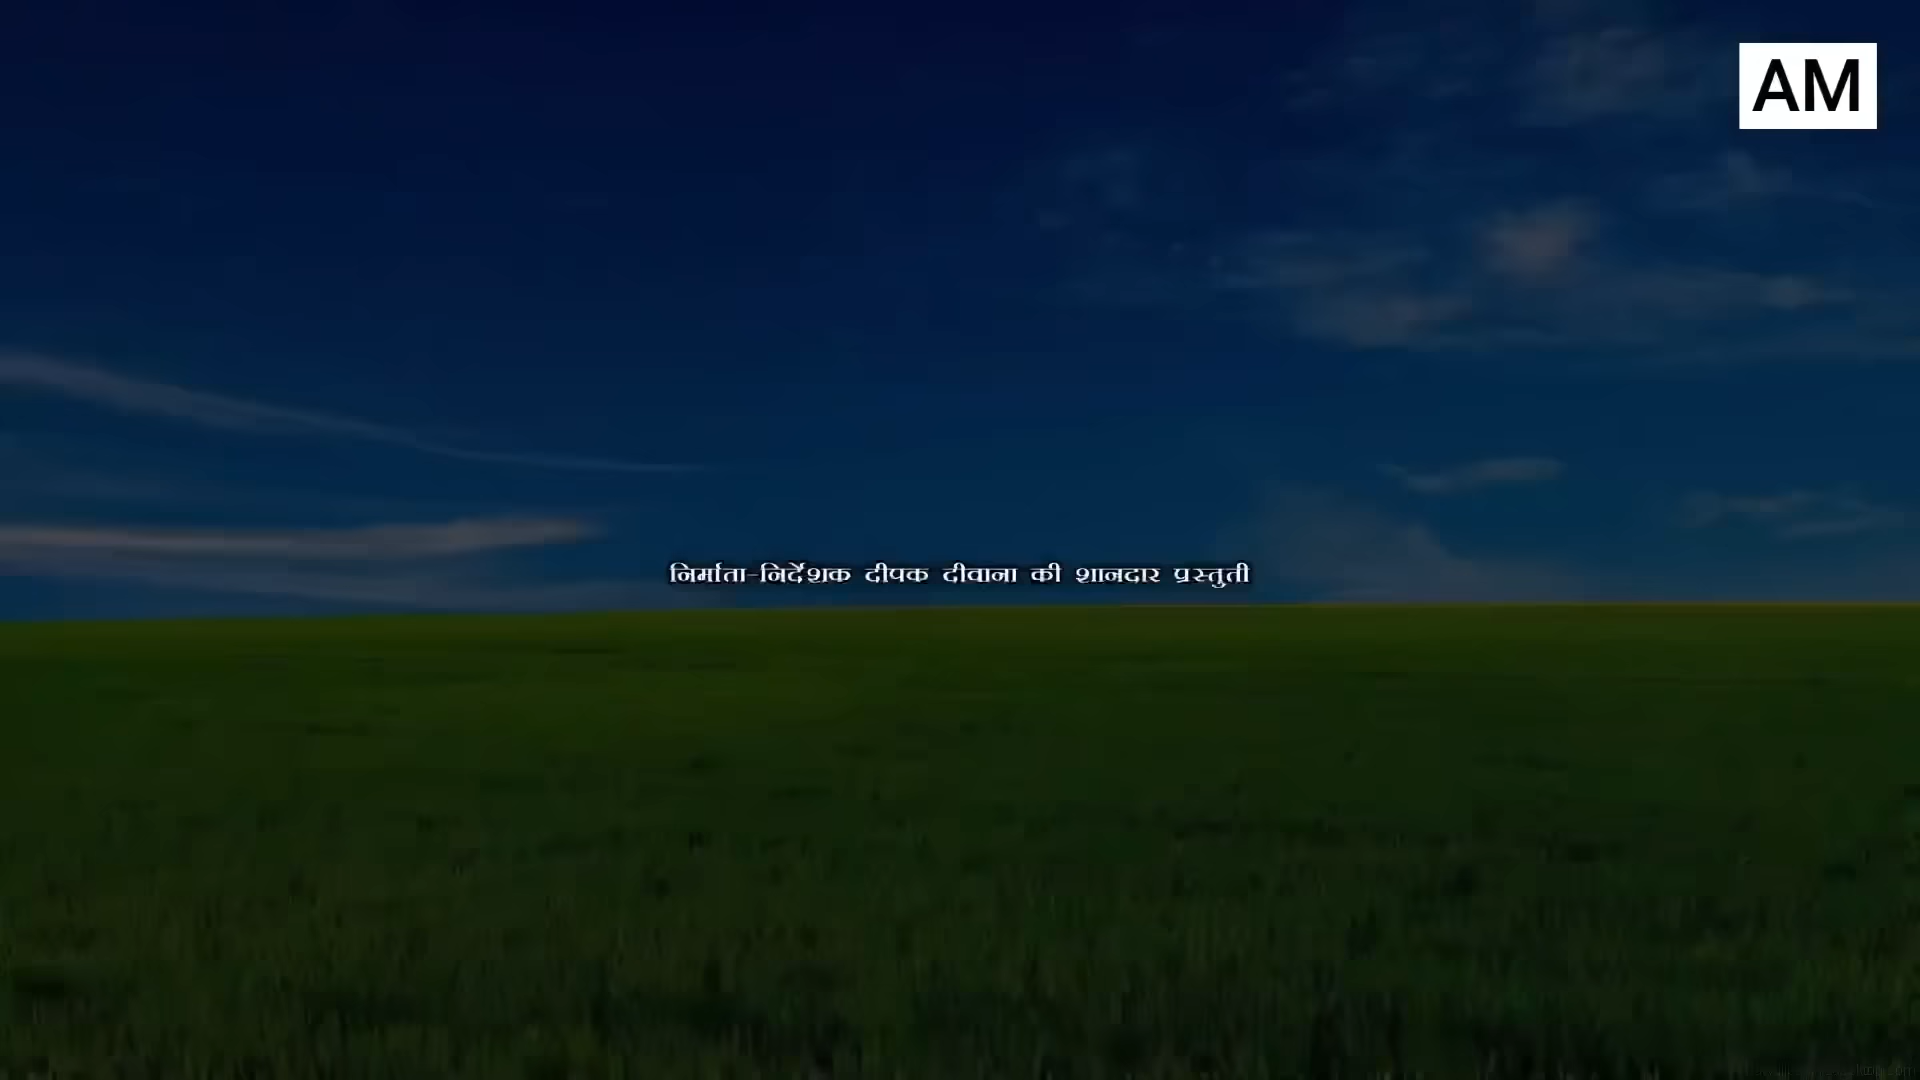 AM
निर्माता-निर्देशक दीपक दीवाना की शानदार प्रस्तुती